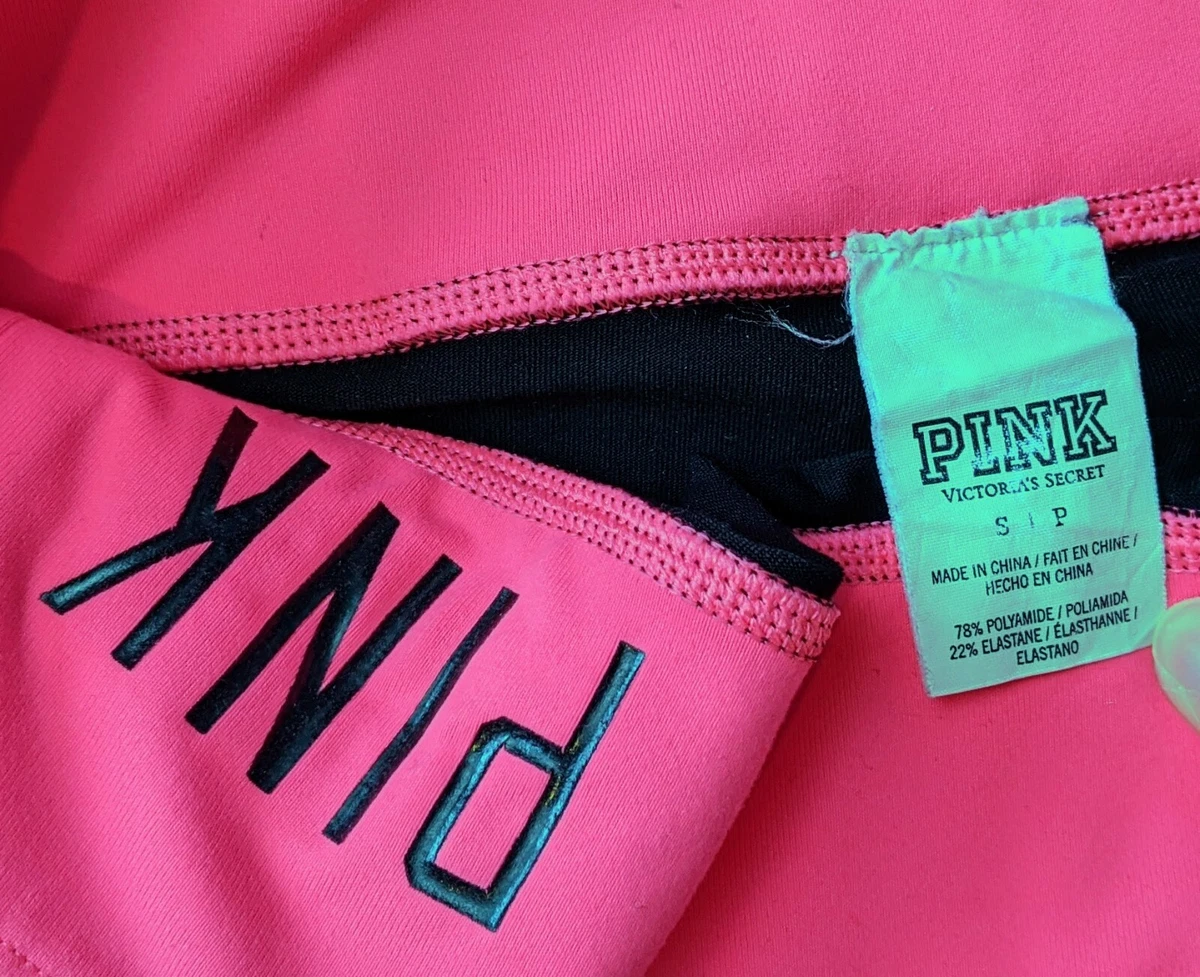 PINK
PINK
VICTORIA'S SECRET
S | P
MADE IN CHINA / FAIT EN CHINE /
HECHO EN CHINA
78% POLYAMIDE / POLIAMIDA
22% ELASTANE / ÉLASTHANNE /
ELASTANO